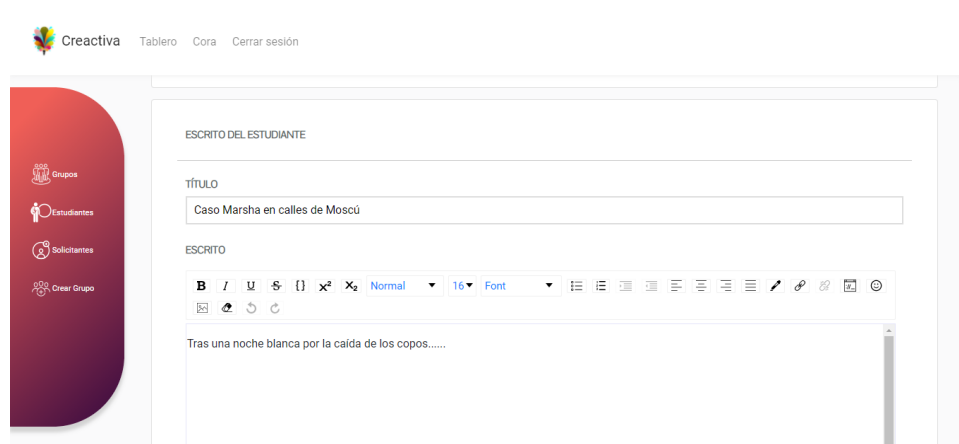 Creactiva Tablero Cora Cerrar sesión
Grupos
Estudiantes
Solicitantes
Crear Grupo
ESCRITO DEL ESTUDIANTE
TÍTULO
Caso Marsha en calles de Moscú
ESCRITO
B I U S {} x² x₂ Normal 16 Font
Tras una noche blanca por la caída de los copos......